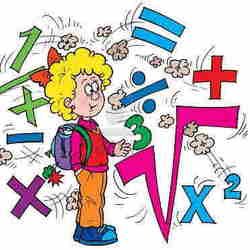 1 =
÷ +
− 3 √
× x²